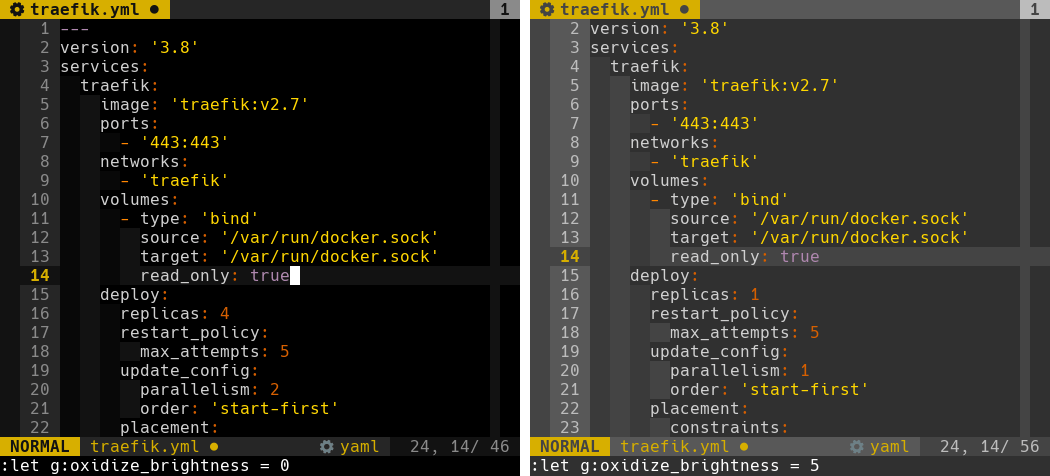 traefik.yml ● 1
1 ---
2 version: '3.8'
3 services:
4   traefik:
5     image: 'traefik:v2.7'
6     ports:
7       - '443:443'
8     networks:
9       - 'traefik'
10     volumes:
11       - type: 'bind'
12         source: '/var/run/docker.sock'
13         target: '/var/run/docker.sock'
14         read_only: true
15     deploy:
16       replicas: 4
17       restart_policy:
18         max_attempts: 5
19       update_config:
20         parallelism: 2
21         order: 'start-first'
22       placement:
NORMAL traefik.yml ● yaml 24, 14/ 46
:let g:oxidize_brightness = 0
traefik.yml ● 1
2 version: '3.8'
3 services:
4   traefik:
5     image: 'traefik:v2.7'
6     ports:
7       - '443:443'
8     networks:
9       - 'traefik'
10     volumes:
11       - type: 'bind'
12         source: '/var/run/docker.sock'
13         target: '/var/run/docker.sock'
14         read_only: true
15     deploy:
16       replicas: 1
17       restart_policy:
18         max_attempts: 5
19       update_config:
20         parallelism: 1
21         order: 'start-first'
22       placement:
23         constraints:
NORMAL traefik.yml ● yaml 24, 14/ 56
:let g:oxidize_brightness = 5